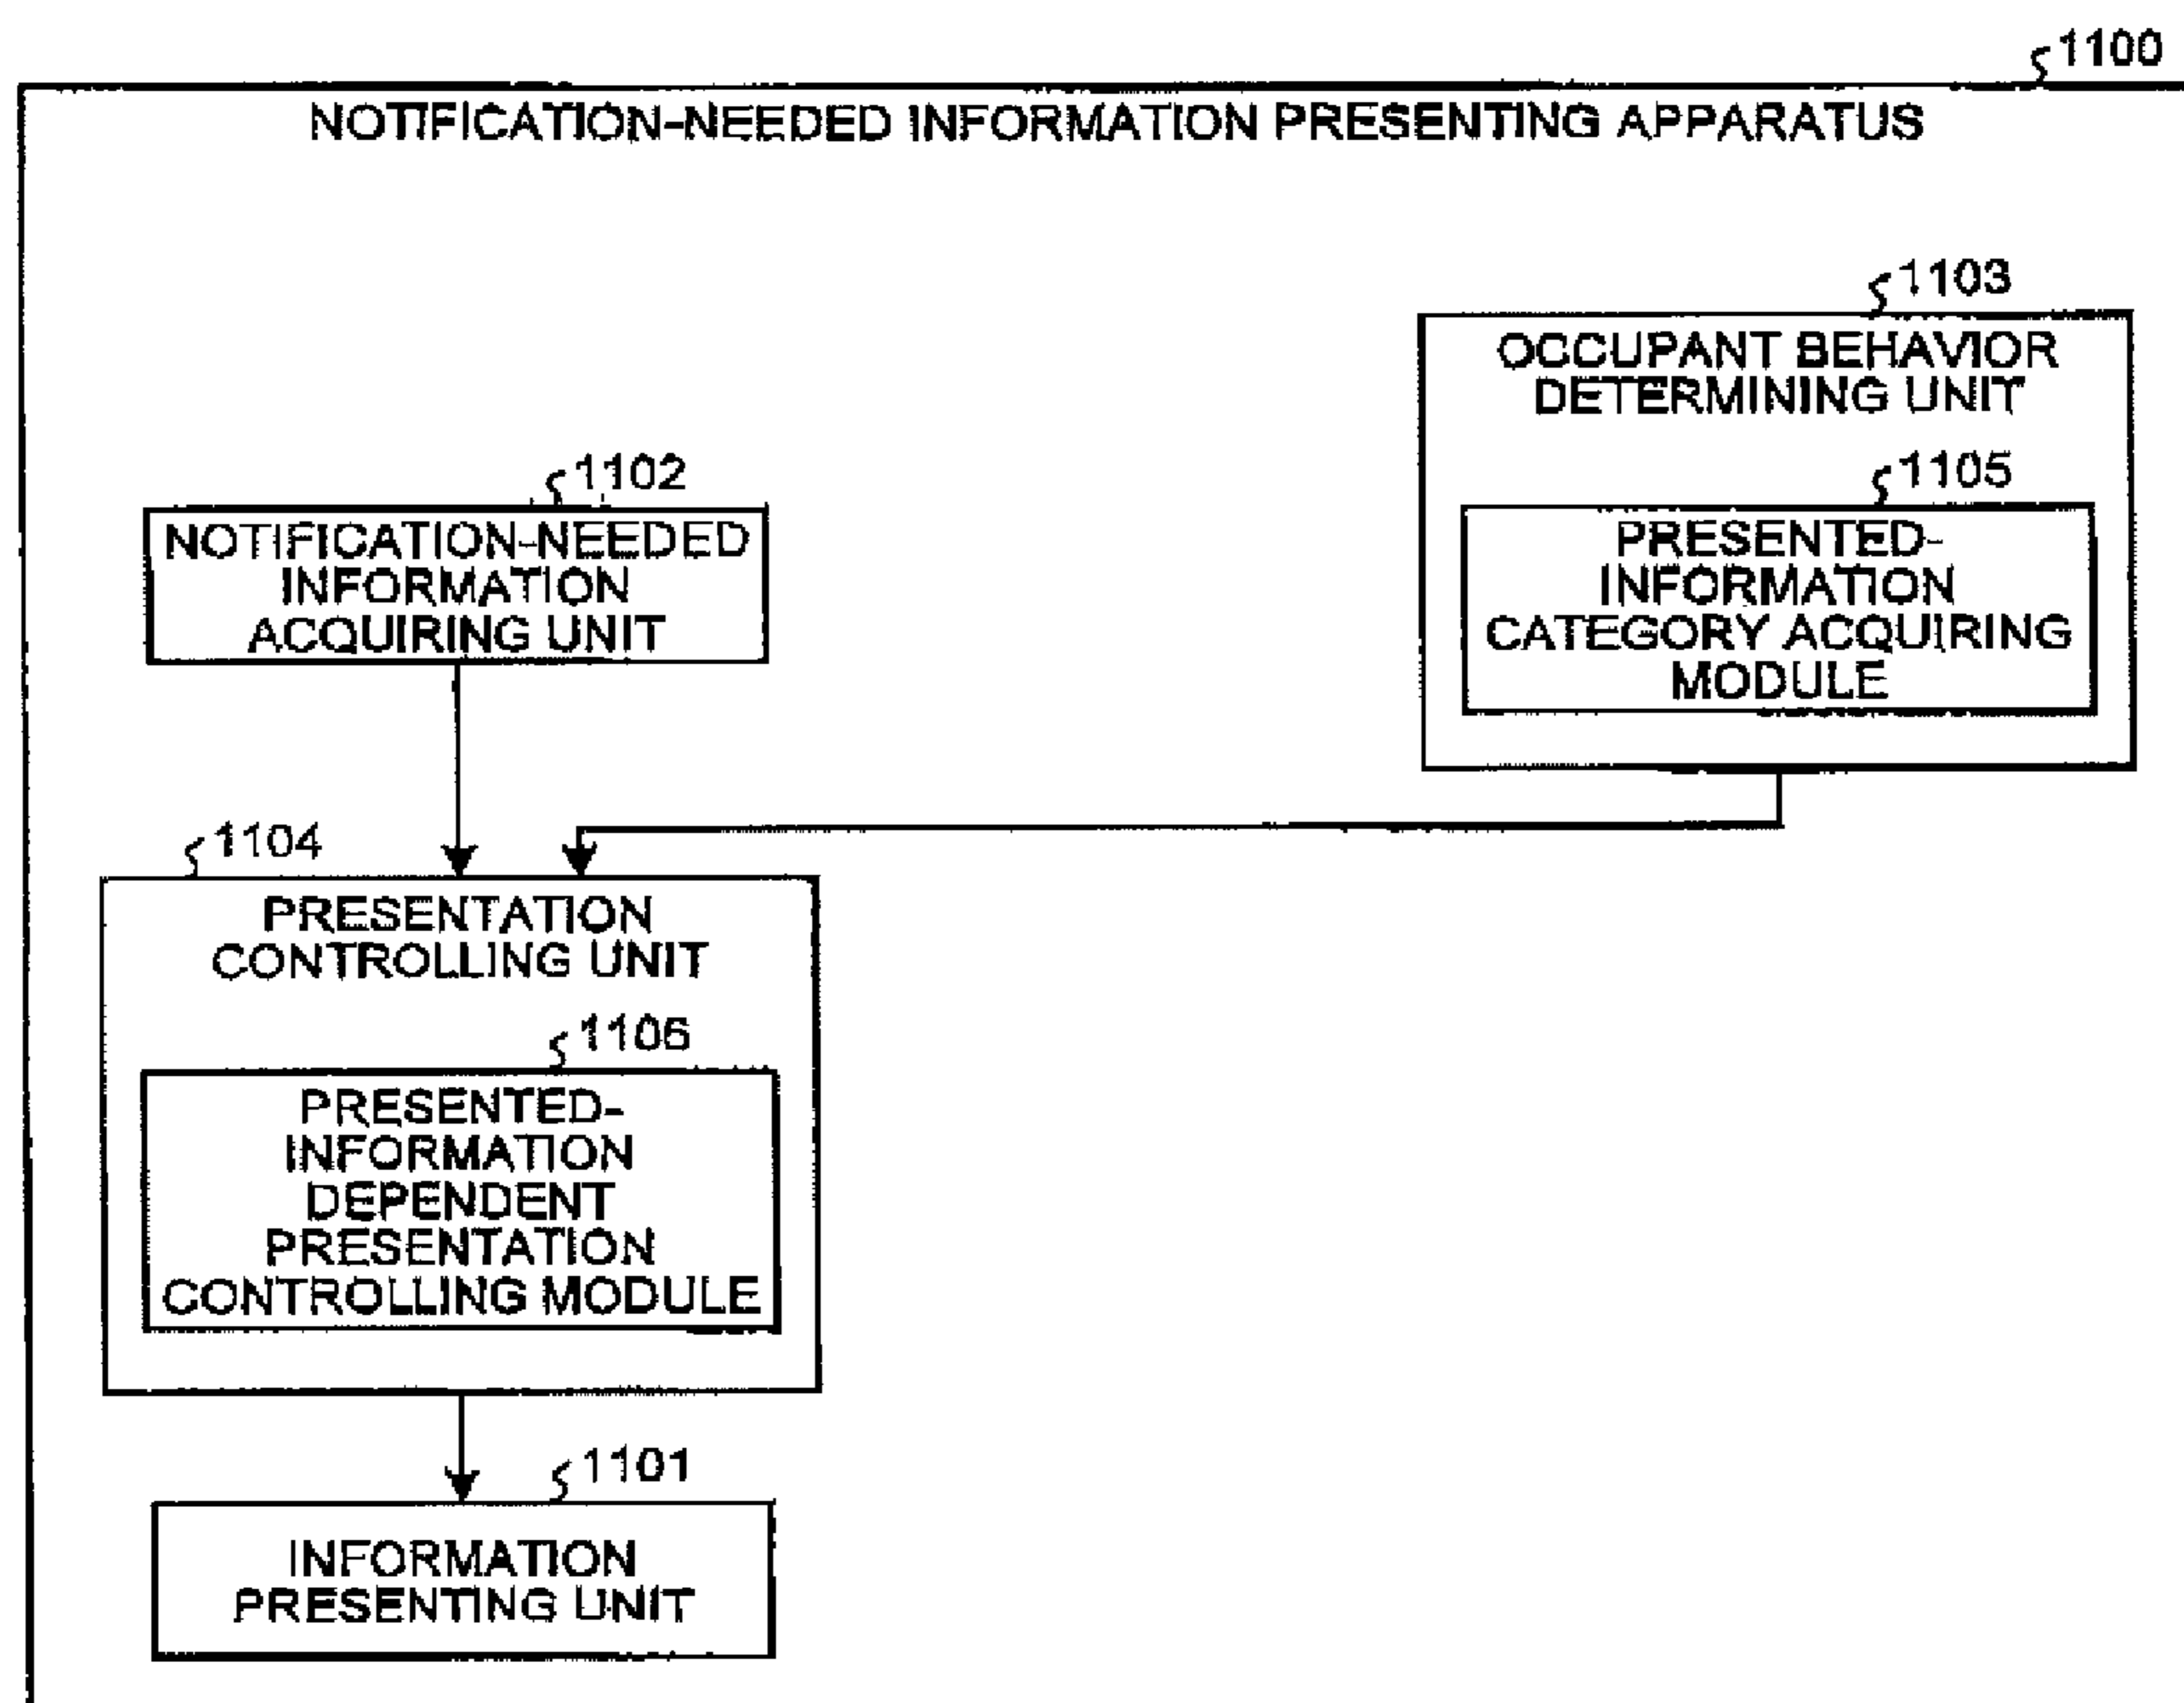 1100
NOTIFICATION-NEEDED INFORMATION PRESENTING APPARATUS
1103
OCCUPANT BEHAVIOR
DETERMINING UNIT
1105
PRESENTED-
INFORMATION
CATEGORY ACQUIRING
MODULE
1102
NOTIFICATION-NEEDED
INFORMATION
ACQUIRING UNIT
1104
PRESENTATION
CONTROLLING UNIT
1106
PRESENTED-
INFORMATION
DEPENDENT
PRESENTATION
CONTROLLING MODULE
1101
INFORMATION
PRESENTING UNIT